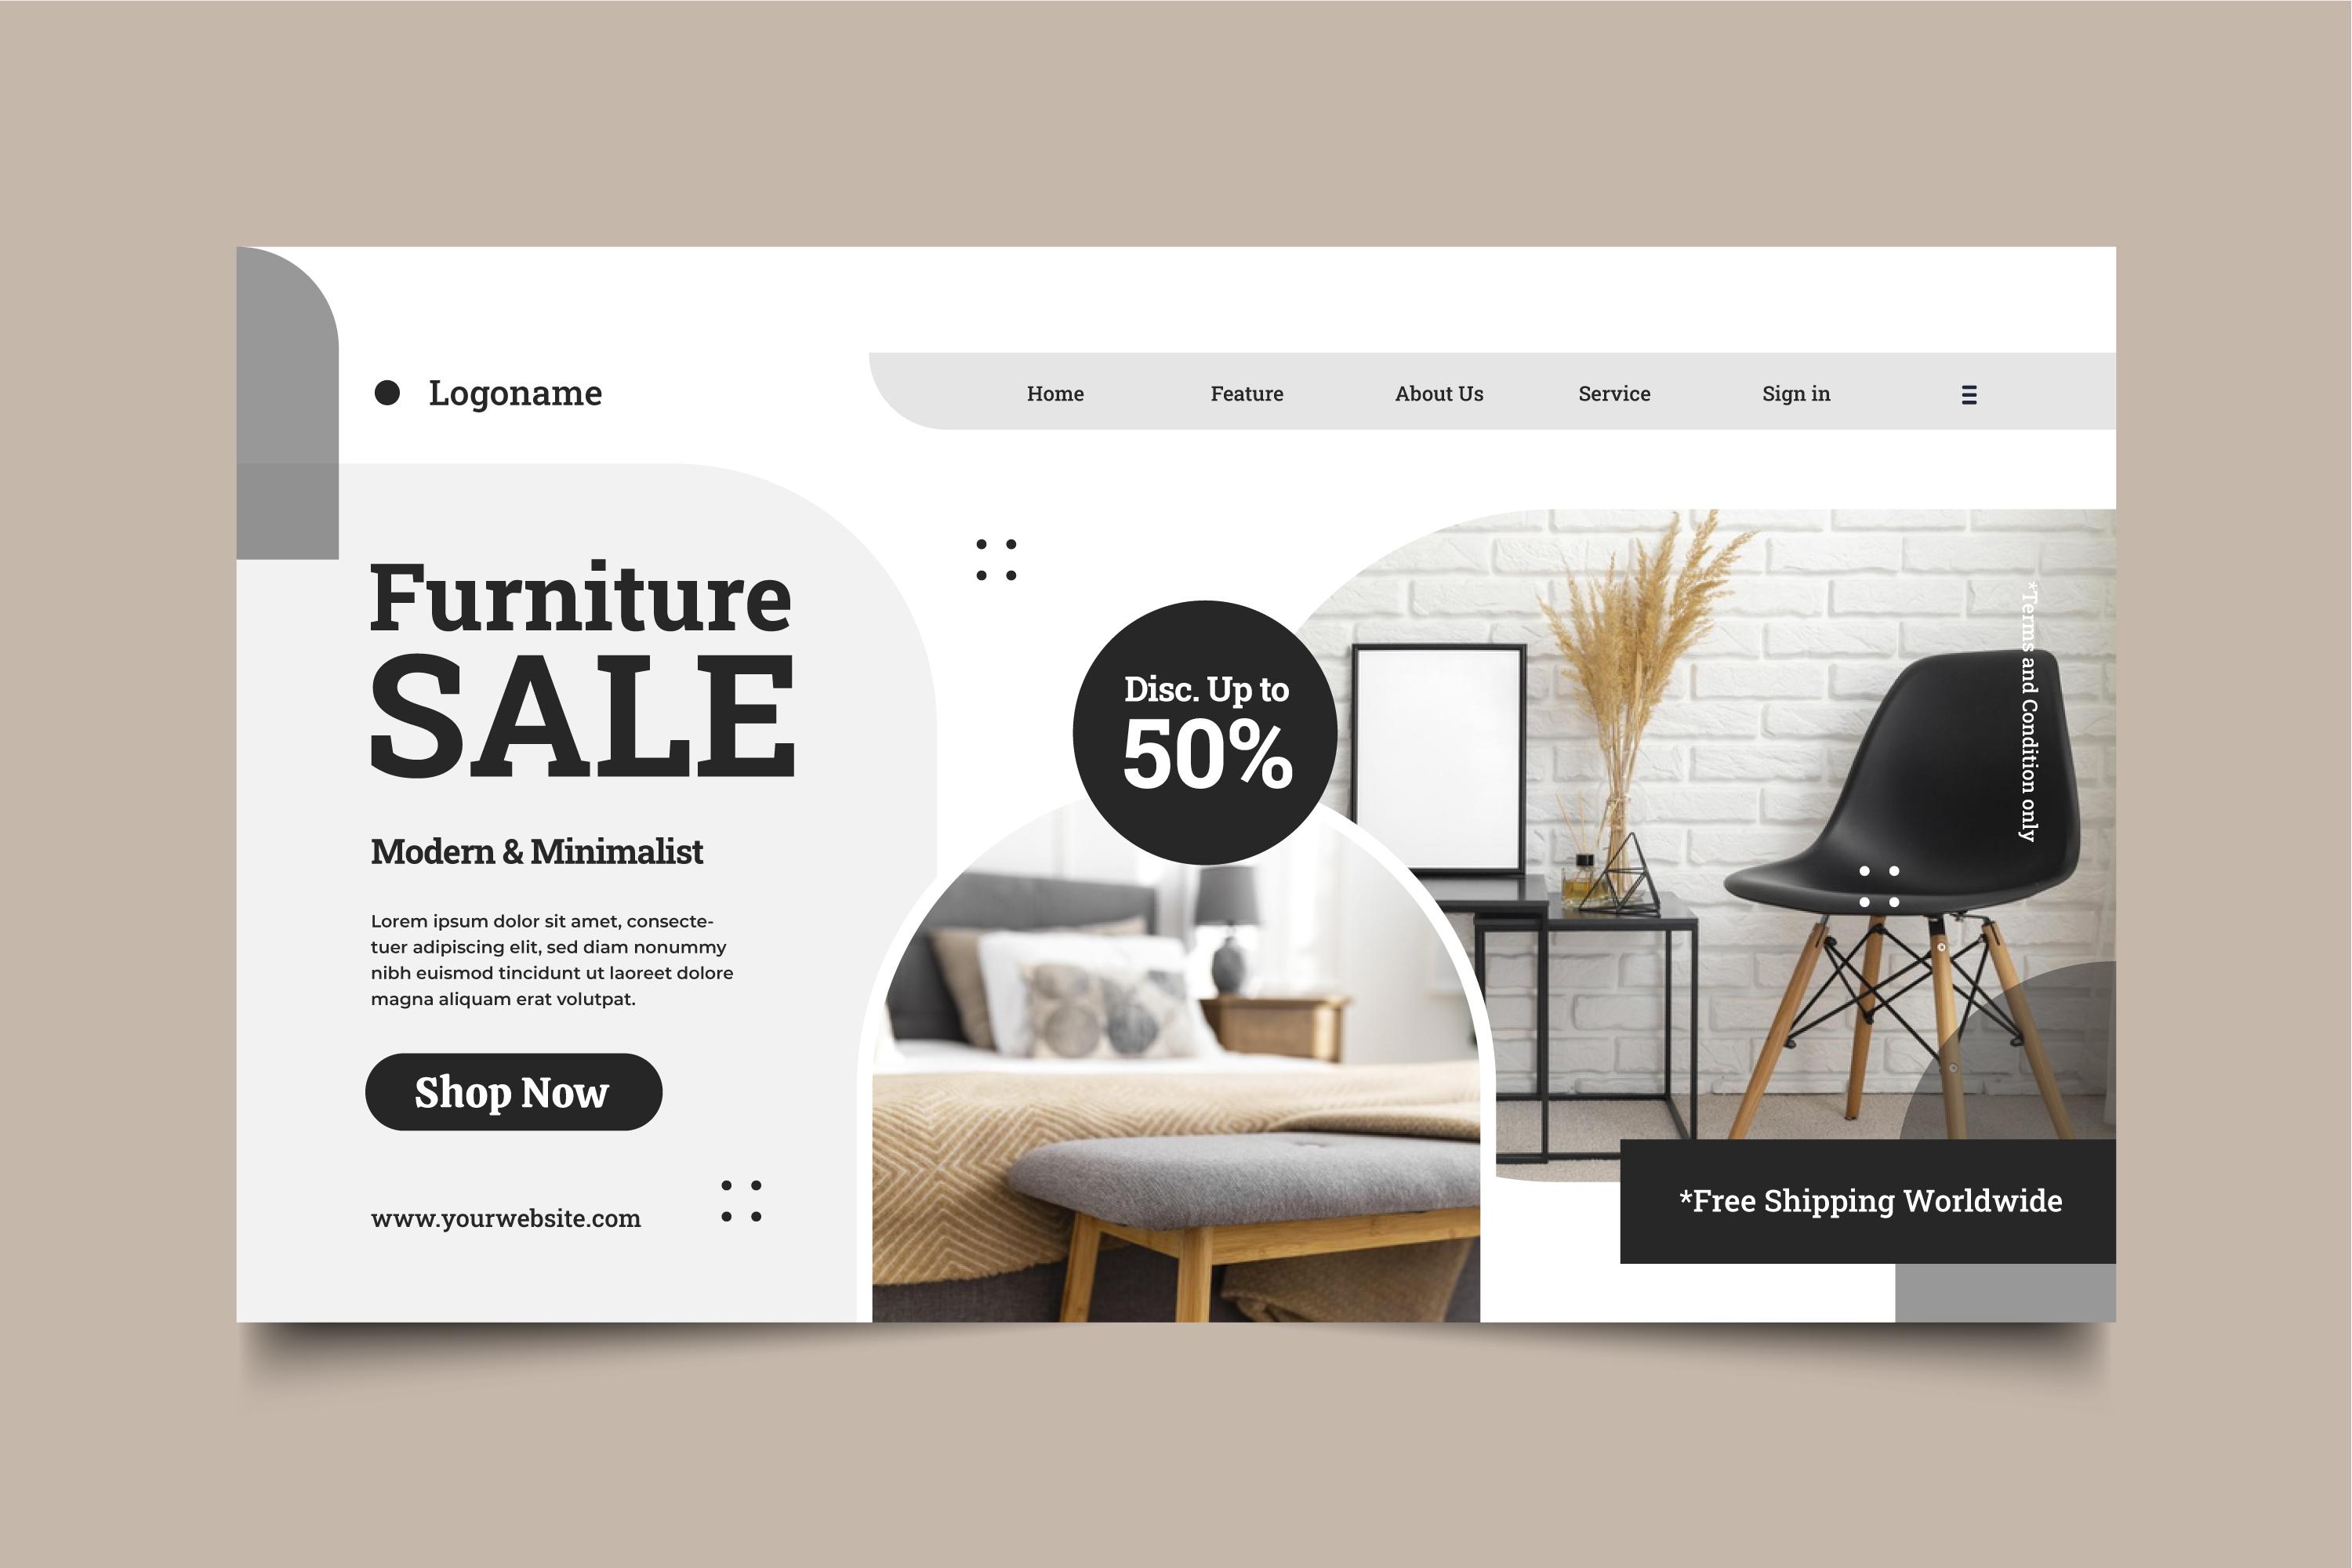 Logoname
Home
Feature
About Us
Service
Sign in
Furniture
SALE
Modern & Minimalist
Lorem ipsum dolor sit amet, consecte-
tuer adipiscing elit, sed diam nonummy
nibh euismod tincidunt ut laoreet dolore
magna aliquam erat volutpat.
Shop Now
www.yourwebsite.com
Disc. Up to
50%
*Terms and Condition only
*Free Shipping Worldwide